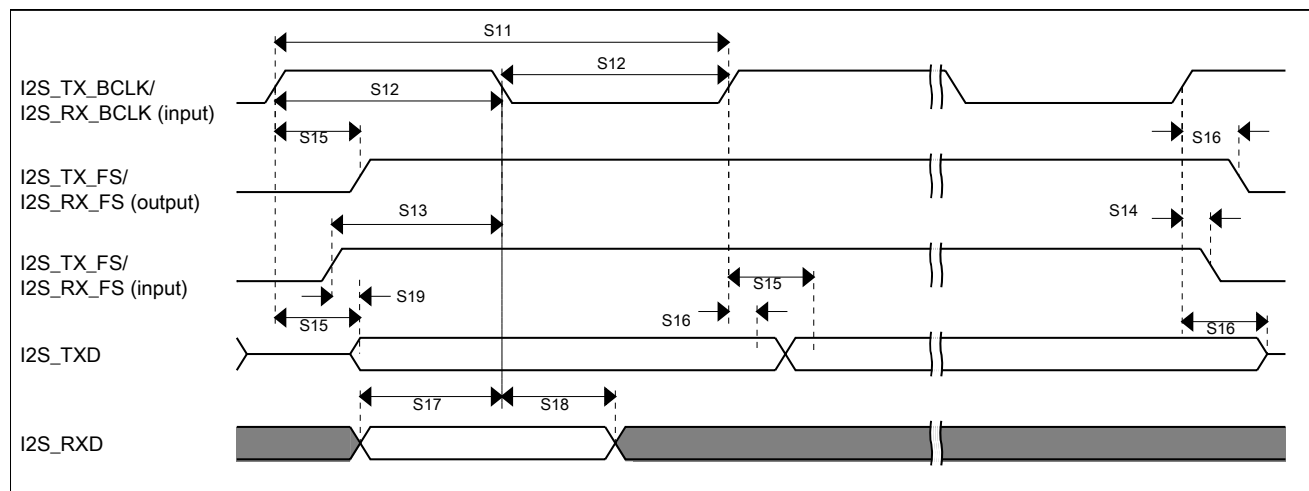 S11
S12
I2S_TX_BCLK/
I2S_RX_BCLK (input)
S12
S15
S16
I2S_TX_FS/
I2S_RX_FS (output)
S13
S14
I2S_TX_FS/
I2S_RX_FS (input)
S15
S19
S15
S16
S16
I2S_TXD
S17
S18
I2S_RXD